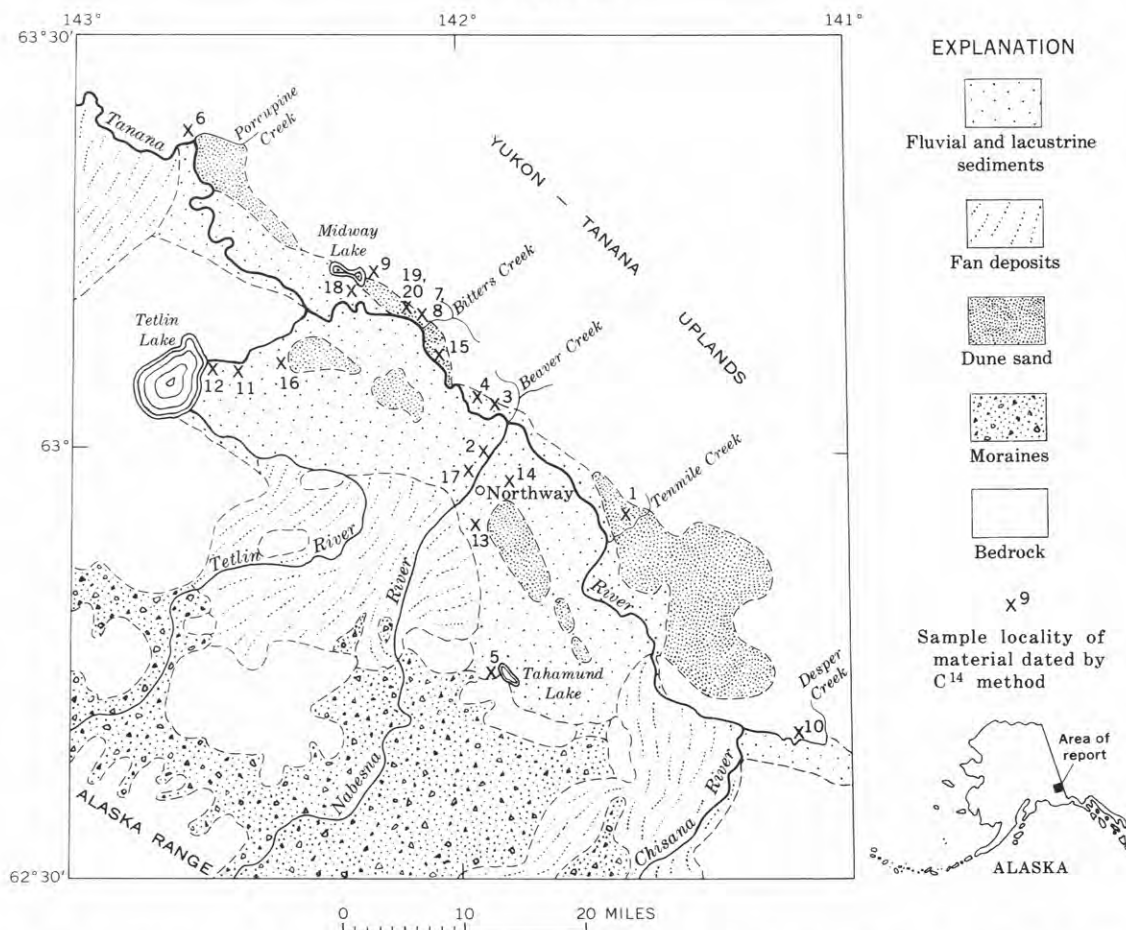 143°
142°
141°
63°30'
Tanana
6
Porcupine
Creek
YUKON – TANANA
UPLANDS
Midway
Lake
9
18
19,
20
7,
8
Bitters Creek
Tetlin
Lake
12
11
16
15
Beaver Creek
4
3
63°
2
17
14
Northway
1
Tenmile Creek
13
Tetlin
River
River
River
5
Tahamund
Lake
Desper
Creek
10
Nabesna
River
Chisana
ALASKA RANGE
62°30'
0
10
20 MILES
EXPLANATION
Fluvial and lacustrine
sediments
Fan deposits
Dune sand
Moraines
Bedrock
x9
Sample locality of
material dated by
C14 method
Area of
report
ALASKA